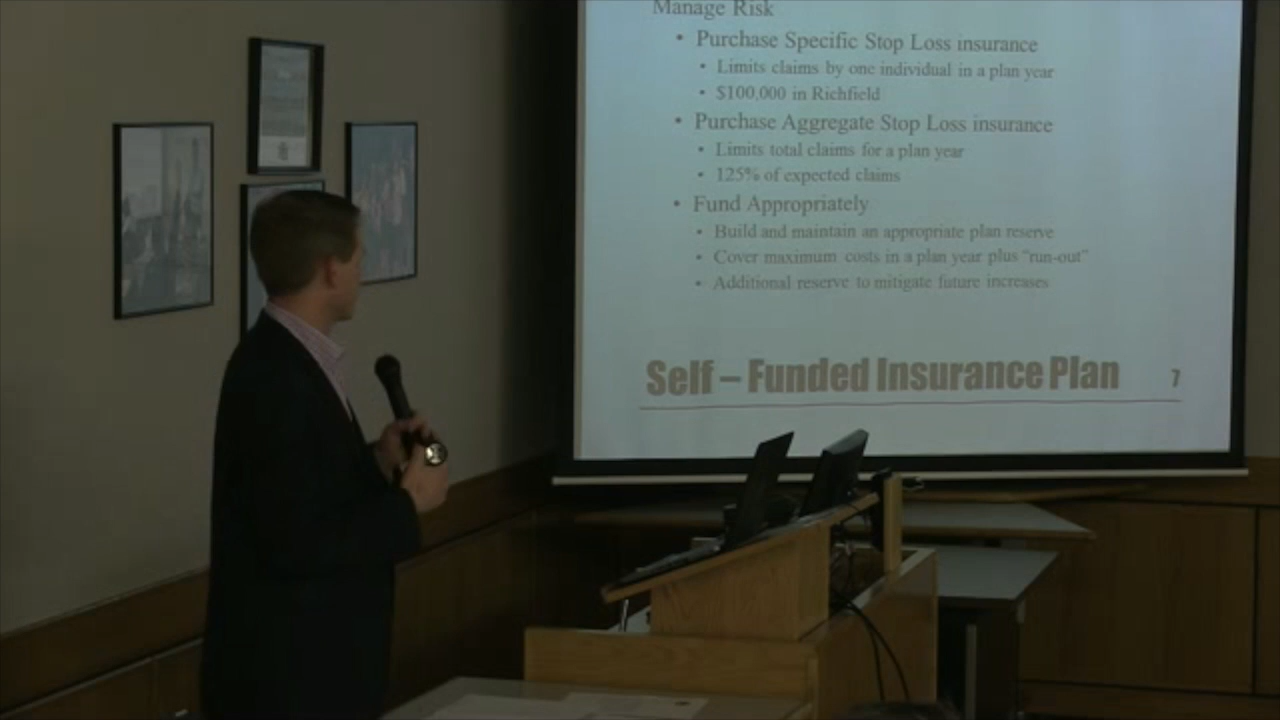 Manage Risk
• Purchase Specific Stop Loss insurance
• Limits claims by one individual in a plan year
• $100,000 in Richfield
• Purchase Aggregate Stop Loss insurance
• Limits total claims for a plan year
• 125% of expected claims
• Fund Appropriately
• Build and maintain an appropriate plan reserve
• Cover maximum costs in a plan year plus “run-out”
• Additional reserve to mitigate future increases
Self – Funded Insurance Plan 7